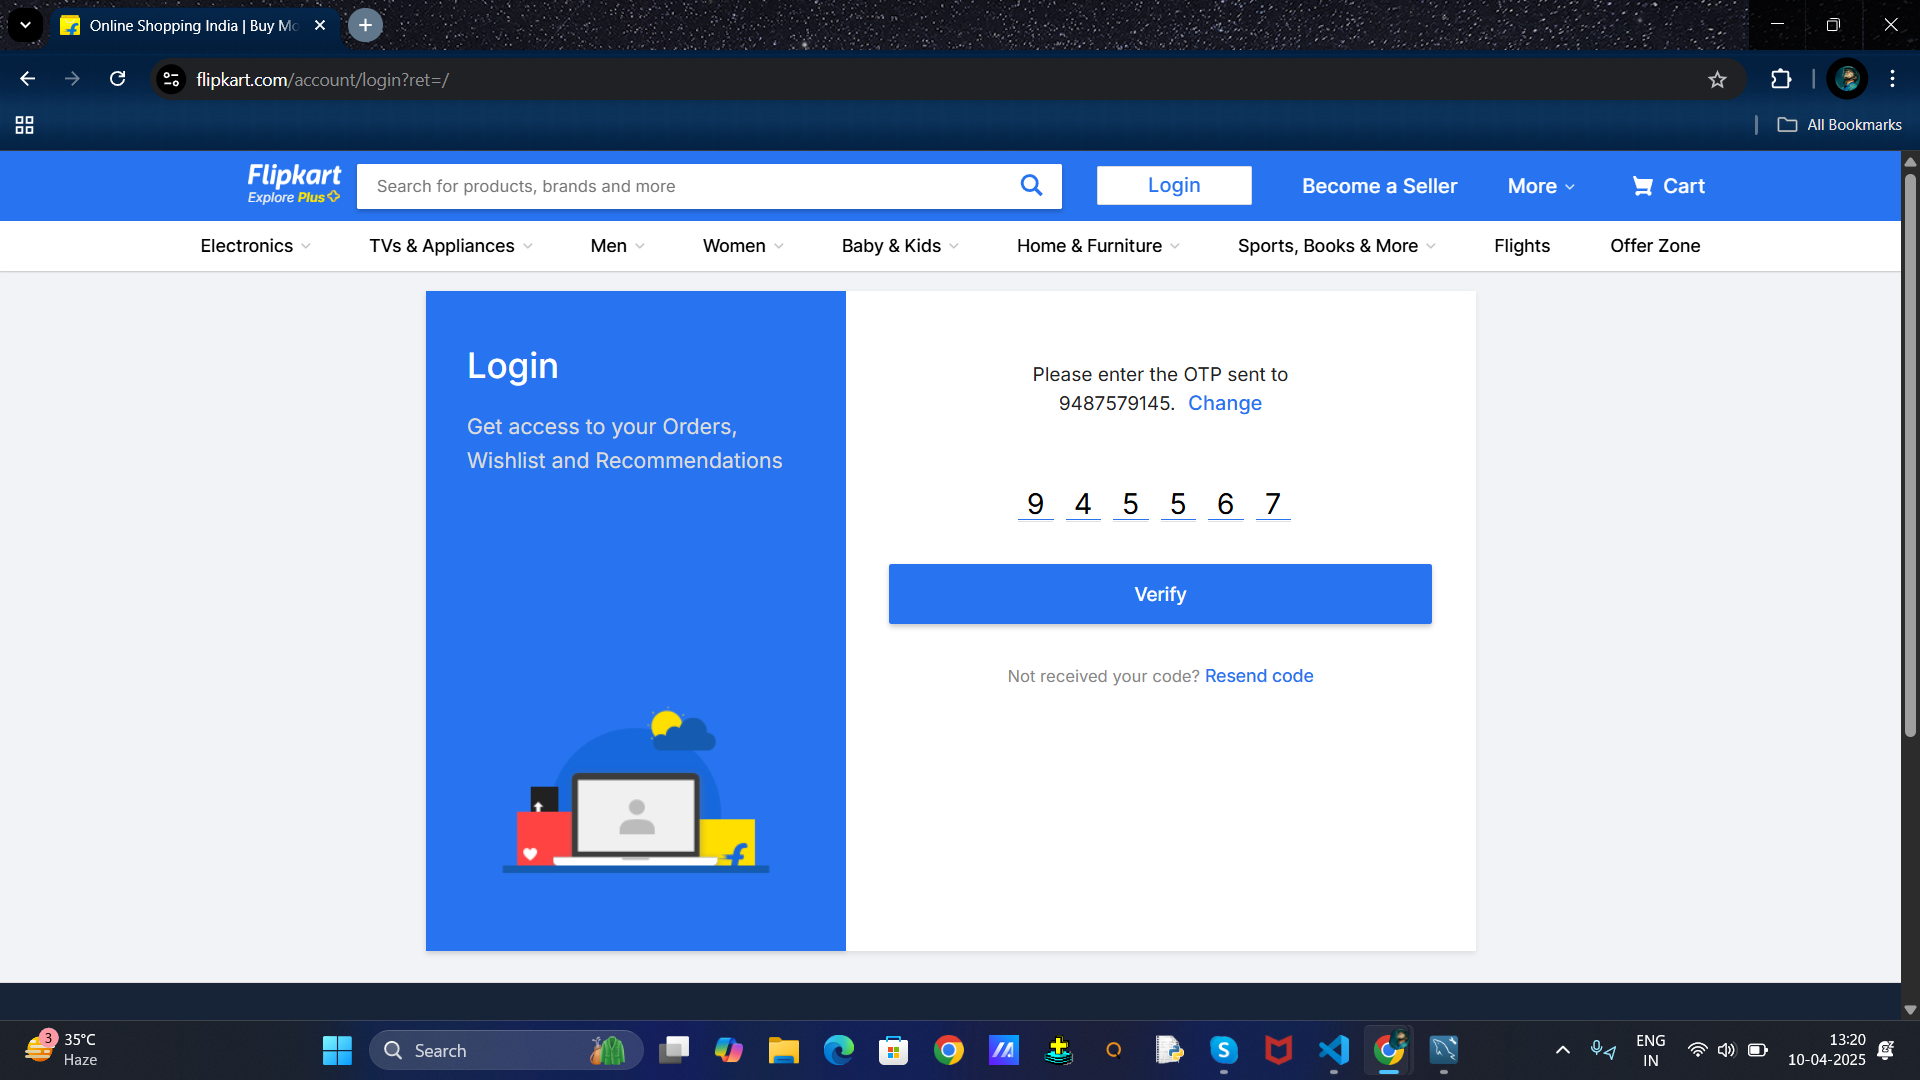 Online Shopping India | Buy Mo
flipkart.com/account/login?ret=/
All Bookmarks
Flipkart
Explore Plus
Search for products, brands and more
Login
Become a Seller
More
Cart
Electronics
TVs & Appliances
Men
Women
Baby & Kids
Home & Furniture
Sports, Books & More
Flights
Offer Zone
Login
Get access to your Orders,
Wishlist and Recommendations
Please enter the OTP sent to
9487579145. Change
9 4 5 5 6 7
Verify
Not received your code? Resend code
3
35°C
Haze
Search
ENG
IN
13:20
10-04-2025